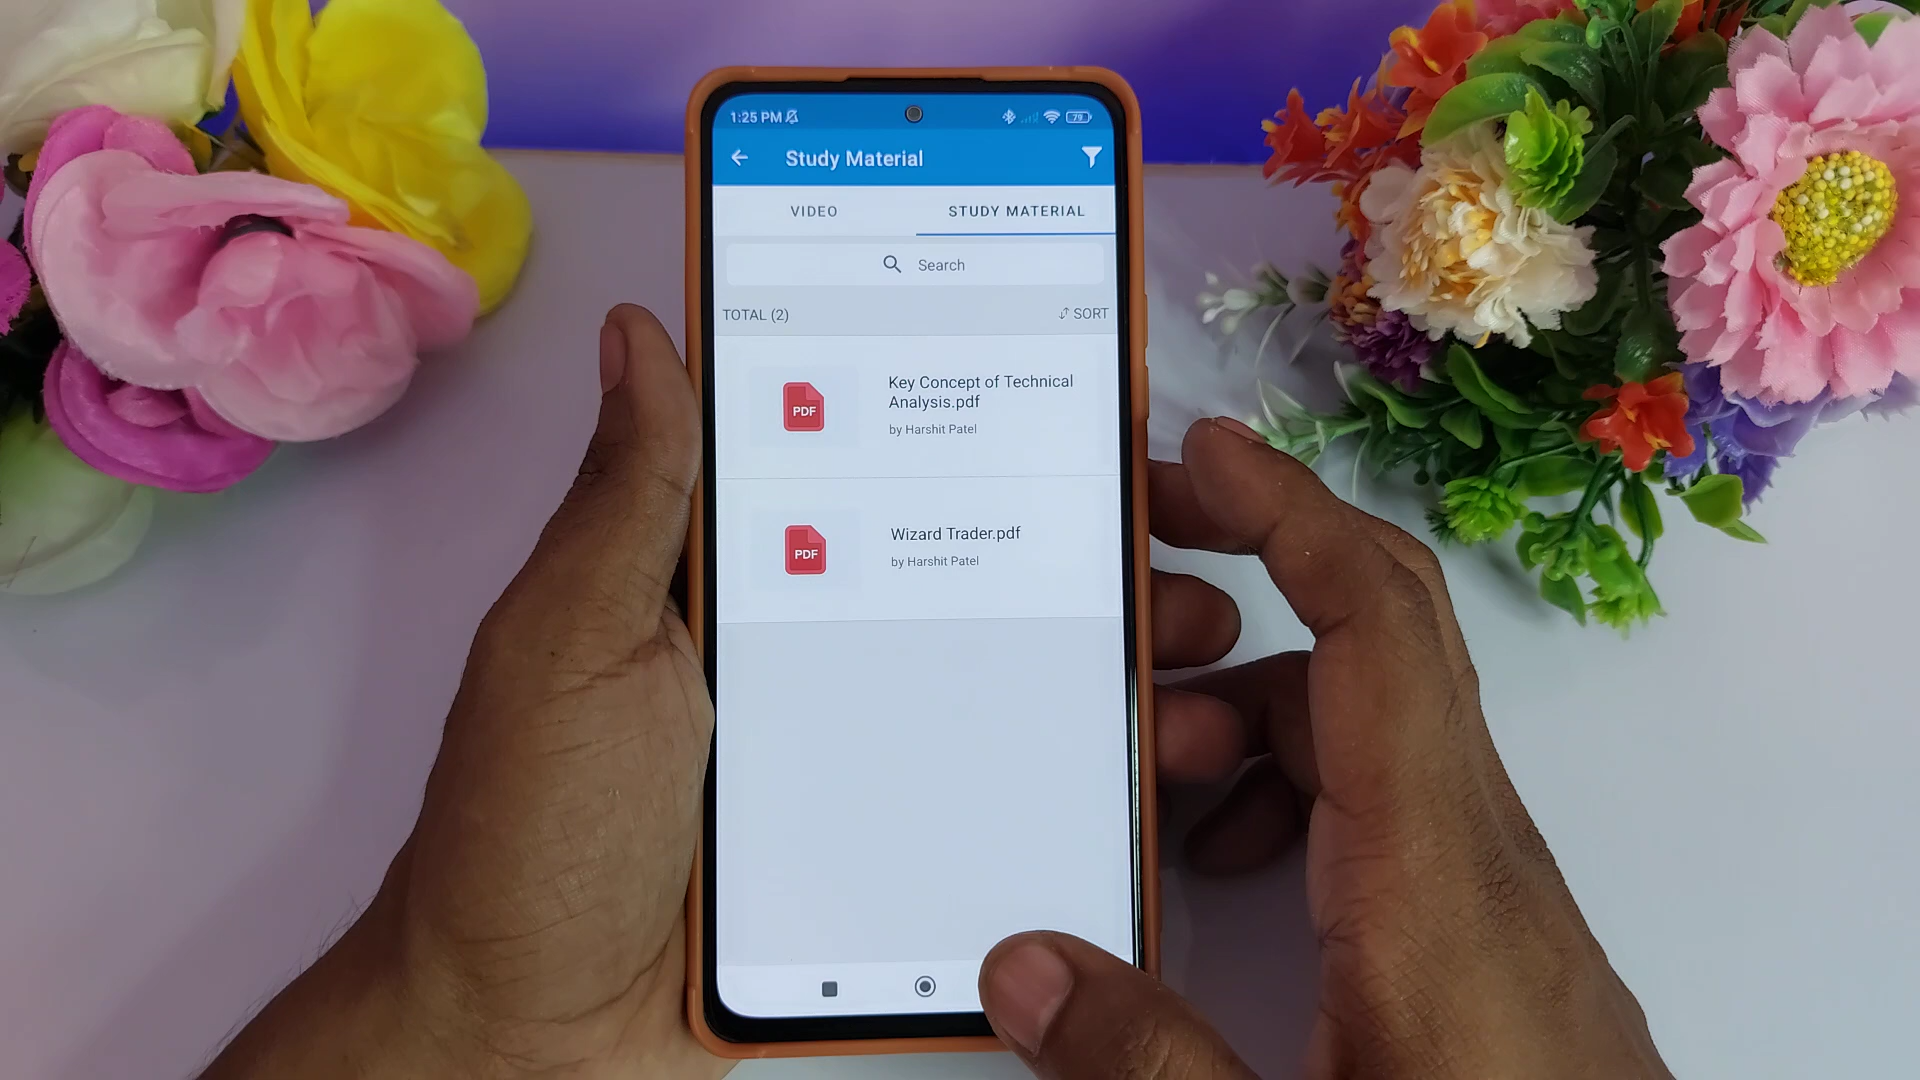 1:25 PM
79
Study Material
VIDEO
STUDY MATERIAL
Search
TOTAL (2)
SORT
PDF
Key Concept of Technical
Analysis.pdf
by Harshit Patel
PDF
Wizard Trader.pdf
by Harshit Patel